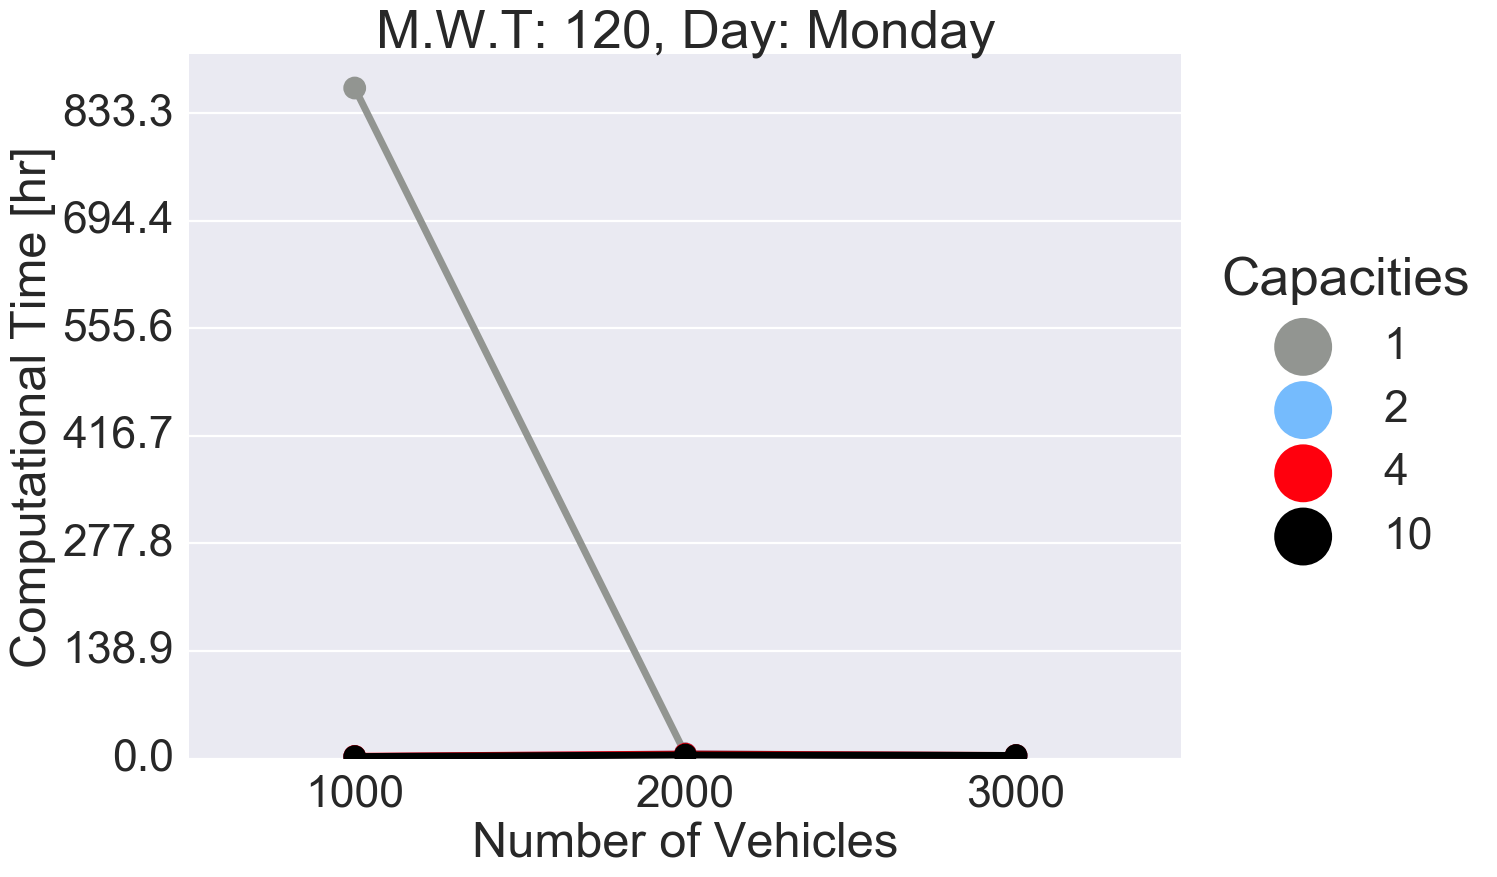 M.W.T: 120, Day: Monday
Computational Time [hr]
833.3
694.4
555.6
416.7
277.8
138.9
0.0
1000 2000 3000
Number of Vehicles
Capacities
1
2
4
10